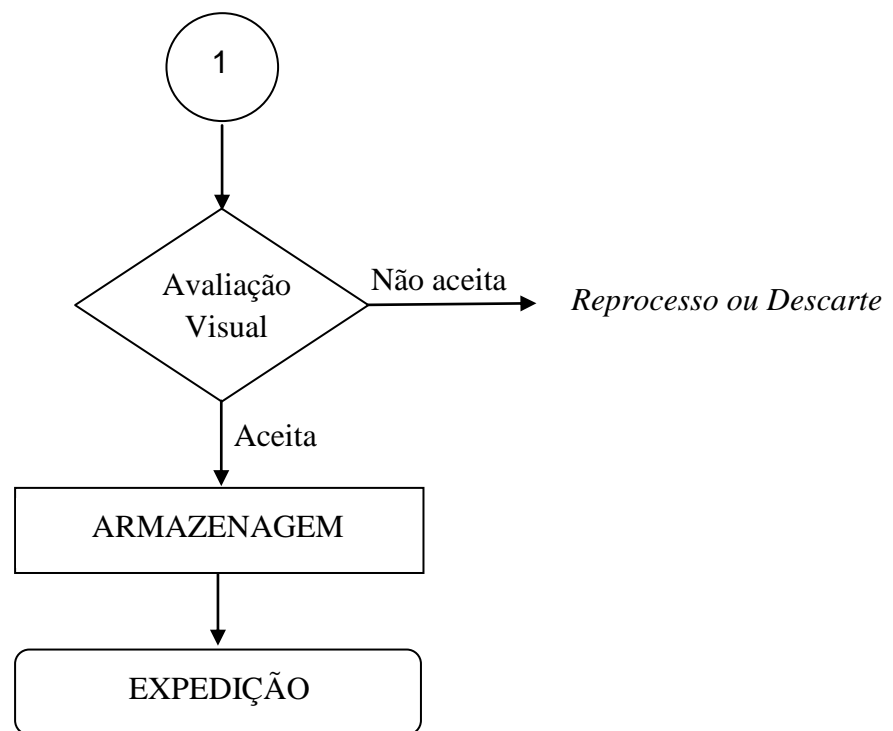 1
Avaliação
Visual
Não aceita
Reprocesso ou Descarte
Aceita
ARMAZENAGEM
EXPEDIÇÃO